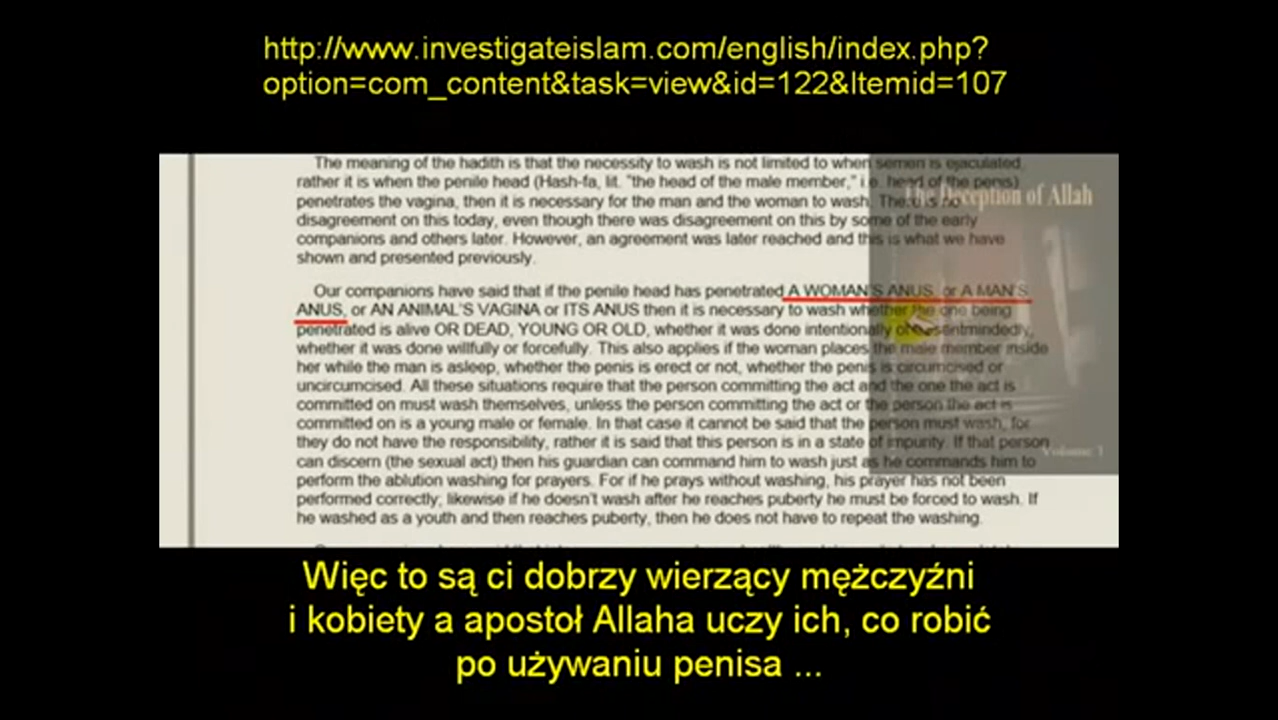 http://www.investigateislam.com/english/index.php?
option=com_content&task=view&id=122&Itemid=107
The meaning of the hadith is that the necessity to wash is not limited to when semen is ejaculated,
rather it is when the penile head (Hash-fa, lit. "the head of the male member," i.e. head of the penis)
penetrates the vagina, then it is necessary for the man and the woman to wash. There is no
disagreement on this today, even though there was disagreement on this by some of the early
companions and others later. However, an agreement was later reached and this is what we have
shown and presented previously.
The Deception of Allah
Our companions have said that if the penile head has penetrated A WOMAN'S ANUS, or A MAN'S
ANUS, or AN ANIMAL'S VAGINA or ITS ANUS then it is necessary to wash whether the one being
penetrated is alive OR DEAD, YOUNG OR OLD, whether it was done intentionally or absentmindedly,
whether it was done willfully or forcefully. This also applies if the woman places the male member inside
her while the man is asleep, whether the penis is erect or not, whether the penis is circumcised or
uncircumcised. All these situations require that the person committing the act and the one the act is
committed on must wash themselves, unless the person committing the act or the person the act is
committed on is a young male or female. In that case it cannot be said that the person must wash, for
they do not have the responsibility, rather it is said that this person is in a state of impurity. If that person
can discern (the sexual act) then his guardian can command him to wash just as he commands him to
perform the ablution washing for prayers. For if he prays without washing, his prayer has not been
performed correctly; likewise if he doesn't wash after he reaches puberty he must be forced to wash. If
he washed as a youth and then reaches puberty, then he does not have to repeat the washing.
Volume 1
Więc to są ci dobrzy wierzący mężczyźni
i kobiety a apostoł Allaha uczy ich, co robić
po używaniu penisa ...